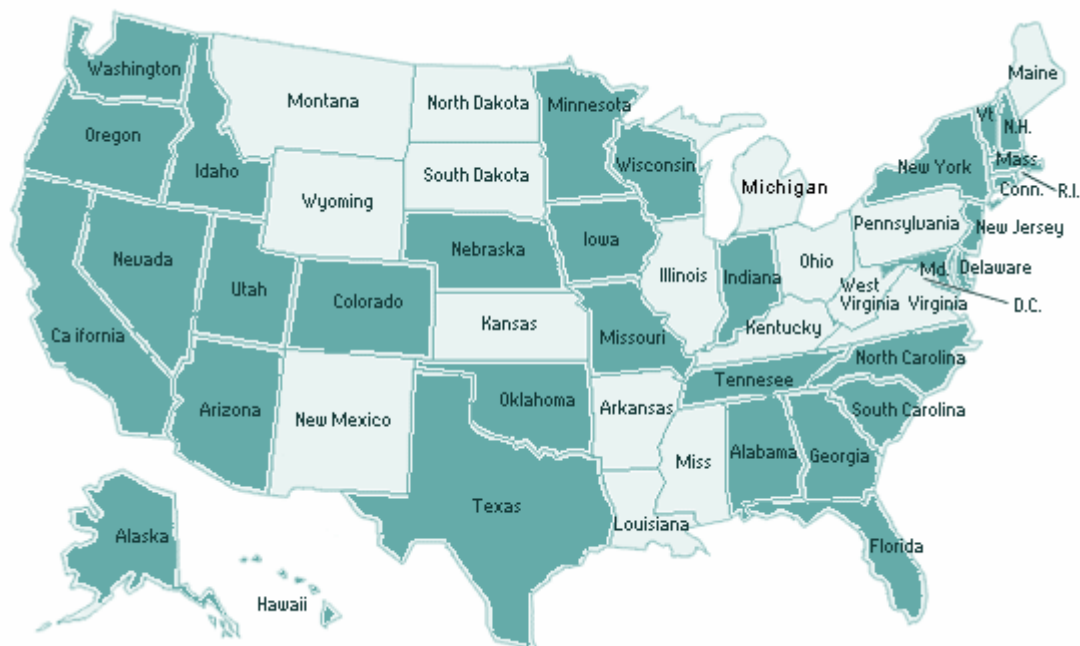 Washington
Montana
North Dakota
Minnesota
Maine
Vt
N.H.
Oregon
Idaho
Wisconsin
New York
Mass.
South Dakota
Michigan
Conn.
R.I.
Wyoming
Pennsylvania
New Jersey
Nebraska
Iowa
Nevada
Utah
Illinois
Indiana
Ohio
Md.
Delaware
Colorado
West
Virginia
Virginia
D.C.
California
Kansas
Missouri
Kentucky
North Carolina
Tennesee
Arizona
New Mexico
Oklahoma
Arkansas
South Carolina
Miss
Alabama
Georgia
Texas
Louisiana
Alaska
Florida
Hawaii